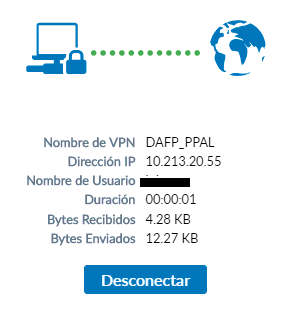 Nombre de VPN DAFP_PPAL
Dirección IP 10.213.20.55
Nombre de Usuario
Duración 00:00:01
Bytes Recibidos 4.28 KB
Bytes Enviados 12.27 KB
Desconectar